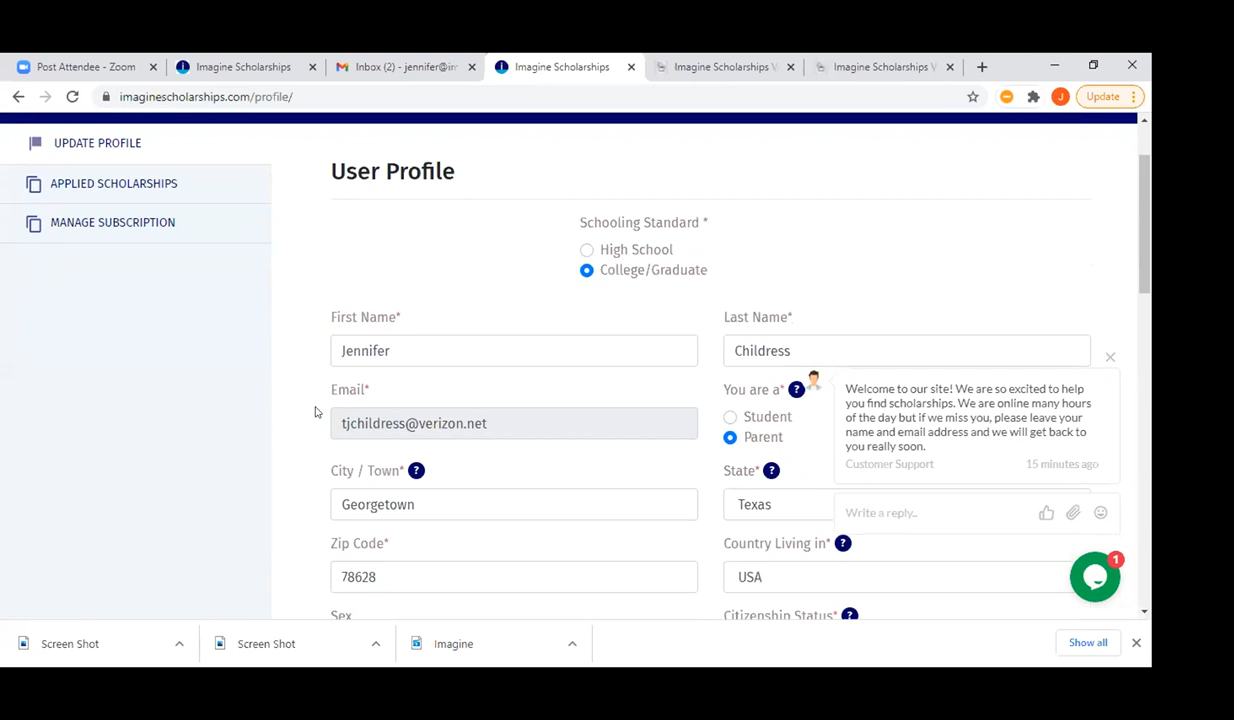 Post Attendee - Zoom
Imagine Scholarships
Inbox (2) - jennifer@im
Imagine Scholarships
Imagine Scholarships V
Imagine Scholarships V
imaginescholarships.com/profile/
J
Update
UPDATE PROFILE
APPLIED SCHOLARSHIPS
MANAGE SUBSCRIPTION
User Profile
Schooling Standard *
High School
College/Graduate
First Name*
Last Name*
Jennifer
Childress
Email*
You are a* ?
tjchildress@verizon.net
Student
Parent
Welcome to our site! We are so excited to help
you find scholarships. We are online many hours
of the day but if we miss you, please leave your
name and email address and we will get back to
you really soon.
Customer Support
15 minutes ago
City / Town* ?
State* ?
Georgetown
Texas
Write a reply..
Zip Code*
Country Living in* ?
78628
USA
1
Sex
Citizenship Status* ?
Screen Shot
Screen Shot
Imagine
Show all